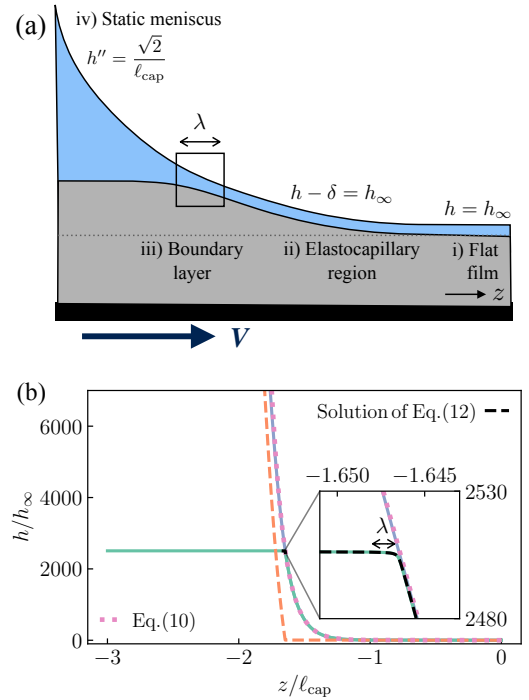 (a)
iv) Static meniscus
h'' = √2 / ℓcap
λ
h − δ = h∞
h = h∞
iii) Boundary layer
ii) Elastocapillary region
i) Flat film
z
V
(b)
6000
4000
2000
0
h/h∞
Solution of Eq.(12)
−1.650
−1.645
2530
λ
2480
Eq.(10)
−3
−2
−1
0
z/ℓcap